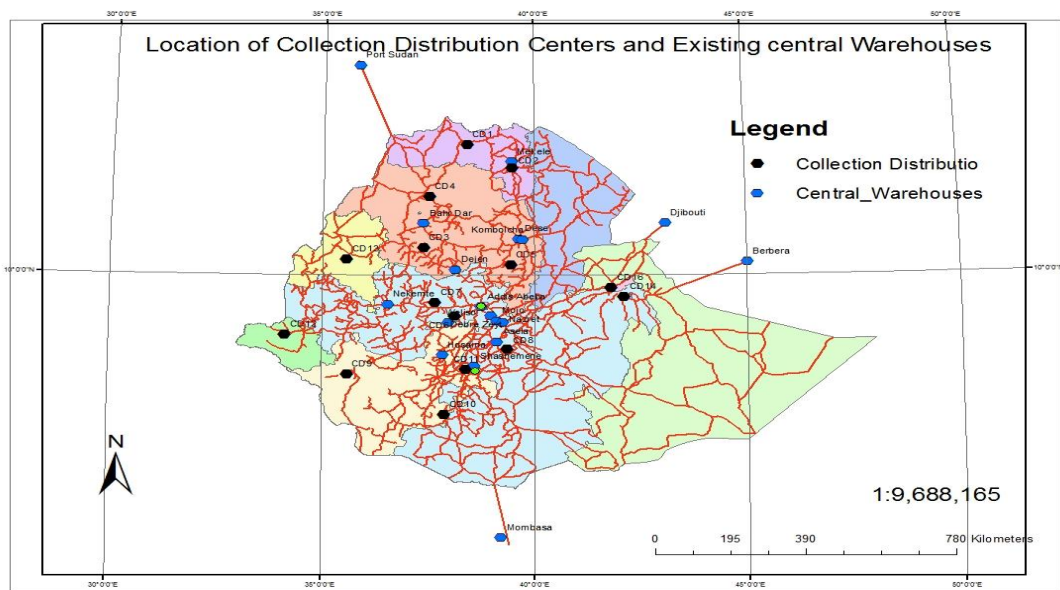 30°0'0"E 35°0'0"E 40°0'0"E 45°0'0"E 50°0'0"E
Location of Collection Distribution Centers and Existing central Warehouses
Port Sudan
Legend
Collection Distributio
Central_Warehouses
CD1
Mekele
CD2
CD4
Bahi Dar
Kombolcha
Djibouti
CD3
CD12
Dejen
CD5
Berbera
10°0'0"N
10°0'0"N
CD16
CD14
Nekemte
CD7
Addis Abeba
Mojo
Nazret
CD6
Debre Zeyt
Asela
CD8
Hosaina
CD11
Shashemene
CD9
CD10
N
1:9,688,165
Mombasa
0 195 390 780 Kilometers
30°0'0"E 35°0'0"E 40°0'0"E 45°0'0"E 50°0'0"E